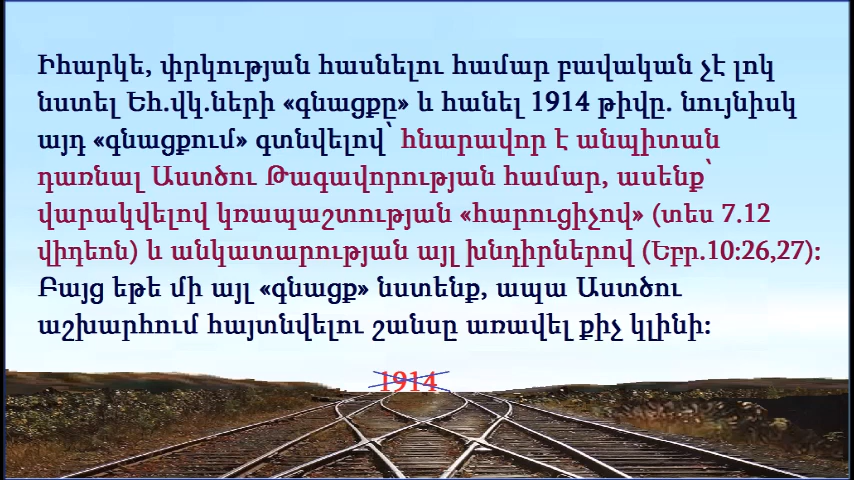 Իհարկե, փրկության հասնելու համար բավական չէ լոկ
նստել Եհ.վկ.ների «գնացքը» և հանել 1914 թիվը. նույնիսկ
այդ «գնացքում» գտնվելով՝ հնարավոր է անպիտան
դառնալ Աստծու Թագավորության համար, ասենք՝
վարակվելով կռապաշտության «հարուցիչով» (տես 7.12
վիդեոն) և անկատարության այլ խնդիրներով (Եբր.10:26,27)։
Բայց եթե մի այլ «գնացք» նստենք, ապա Աստծու
աշխարհում հայտնվելու շանսը առավել քիչ կլինի։
1914